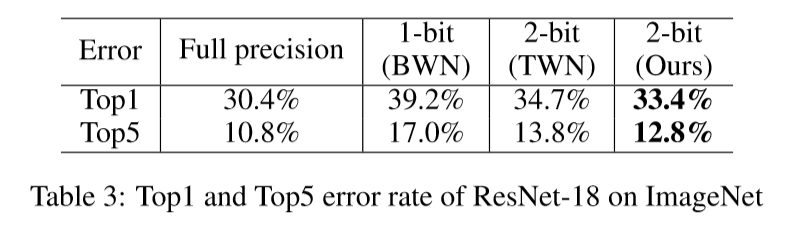 Error Full precision 1-bit (BWN) 2-bit (TWN) 2-bit (Ours)
Top1 30.4% 39.2% 34.7% 33.4%
Top5 10.8% 17.0% 13.8% 12.8%
Table 3: Top1 and Top5 error rate of ResNet-18 on ImageNet